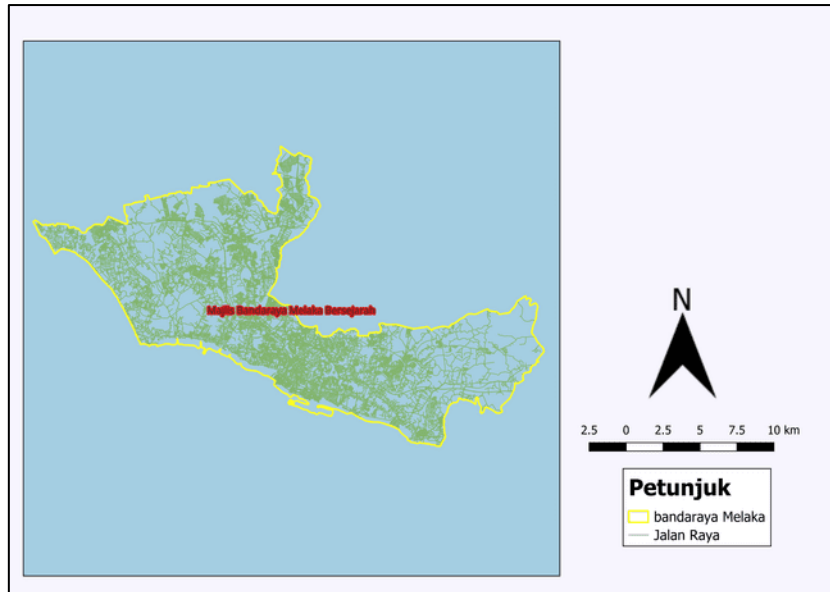 Majlis Bandaraya Melaka Bersejarah
N
2.5 0 2.5 5 7.5 10 km
Petunjuk
bandaraya Melaka
Jalan Raya